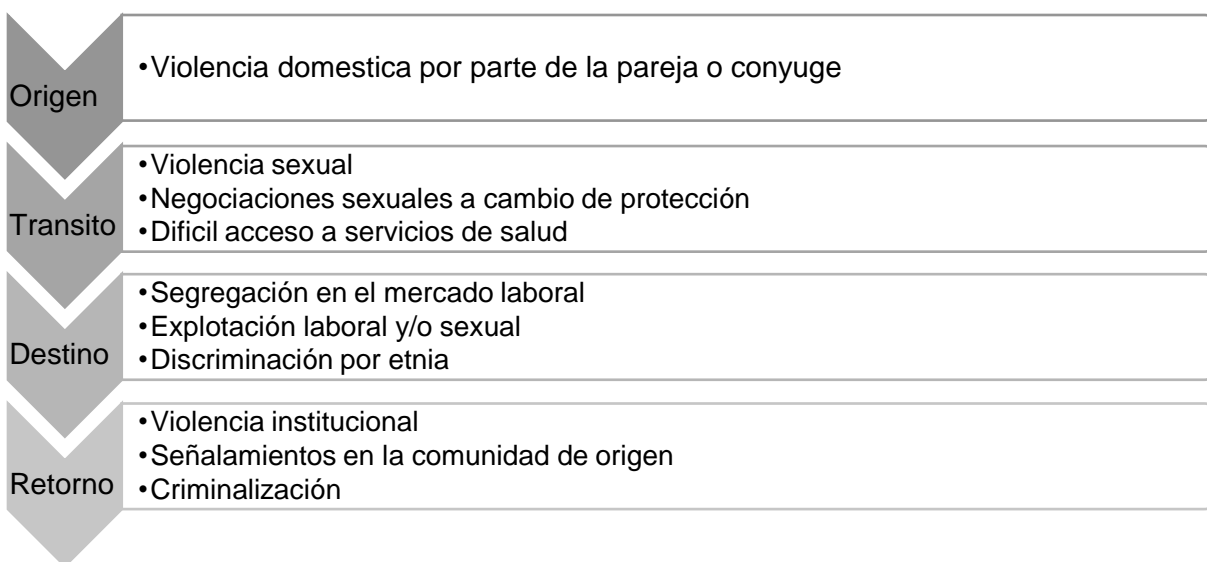 Origen
•Violencia domestica por parte de la pareja o conyuge
Transito
•Violencia sexual
•Negociaciones sexuales a cambio de protección
•Dificil acceso a servicios de salud
Destino
•Segregación en el mercado laboral
•Explotación laboral y/o sexual
•Discriminación por etnia
Retorno
•Violencia institucional
•Señalamientos en la comunidad de origen
•Criminalización